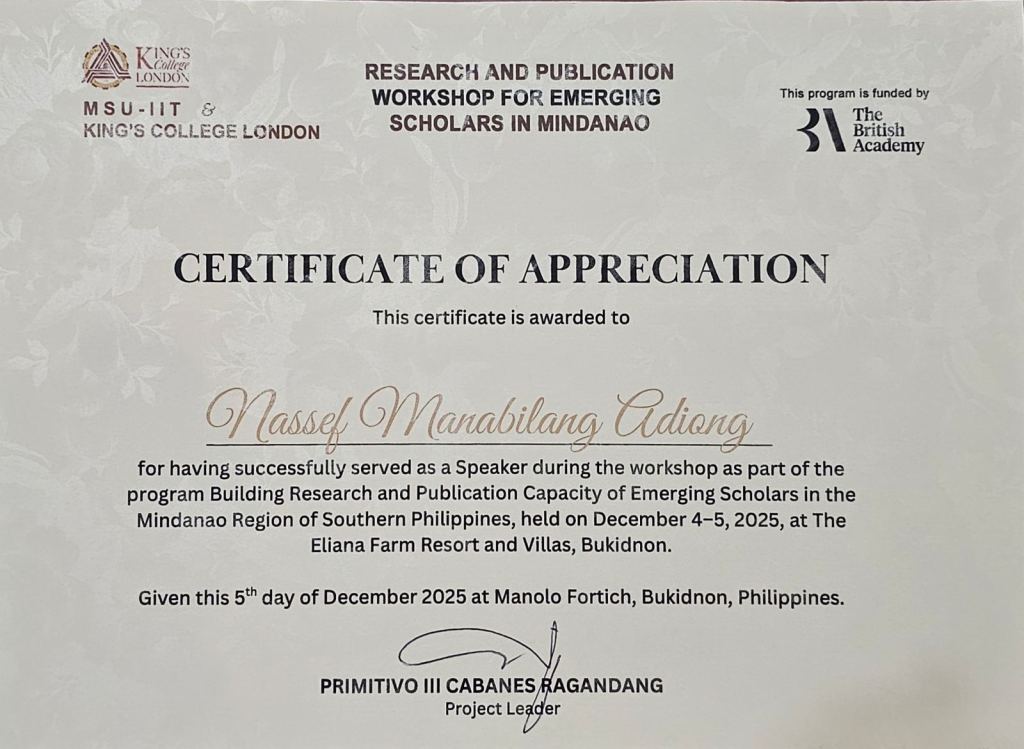 KING'S
College
LONDON
MSU-IIT &
KING'S COLLEGE LONDON
RESEARCH AND PUBLICATION
WORKSHOP FOR EMERGING
SCHOLARS IN MINDANAO
This program is funded by
BA The
British
Academy
CERTIFICATE OF APPRECIATION
This certificate is awarded to
Nassef Manabilang Adiong
for having successfully served as a Speaker during the workshop as part of the
program Building Research and Publication Capacity of Emerging Scholars in the
Mindanao Region of Southern Philippines, held on December 4–5, 2025, at The
Eliana Farm Resort and Villas, Bukidnon.
Given this 5th day of December 2025 at Manolo Fortich, Bukidnon, Philippines.
PRIMITIVO III CABANES RAGANDANG
Project Leader